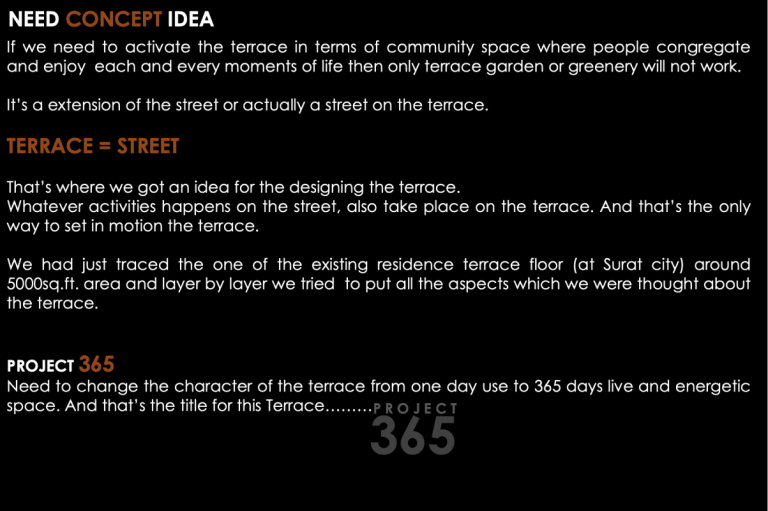 NEED CONCEPT IDEA
If we need to activate the terrace in terms of community space where people congregate
and enjoy each and every moments of life then only terrace garden or greenery will not work.
It’s a extension of the street or actually a street on the terrace.
TERRACE = STREET
That’s where we got an idea for the designing the terrace.
Whatever activities happens on the street, also take place on the terrace. And that’s the only
way to set in motion the terrace.
We had just traced the one of the existing residence terrace floor (at Surat city) around
5000sq.ft. area and layer by layer we tried to put all the aspects which we were thought about
the terrace.
PROJECT 365
Need to change the character of the terrace from one day use to 365 days live and energetic
space. And that’s the title for this Terrace………PROJECT
365